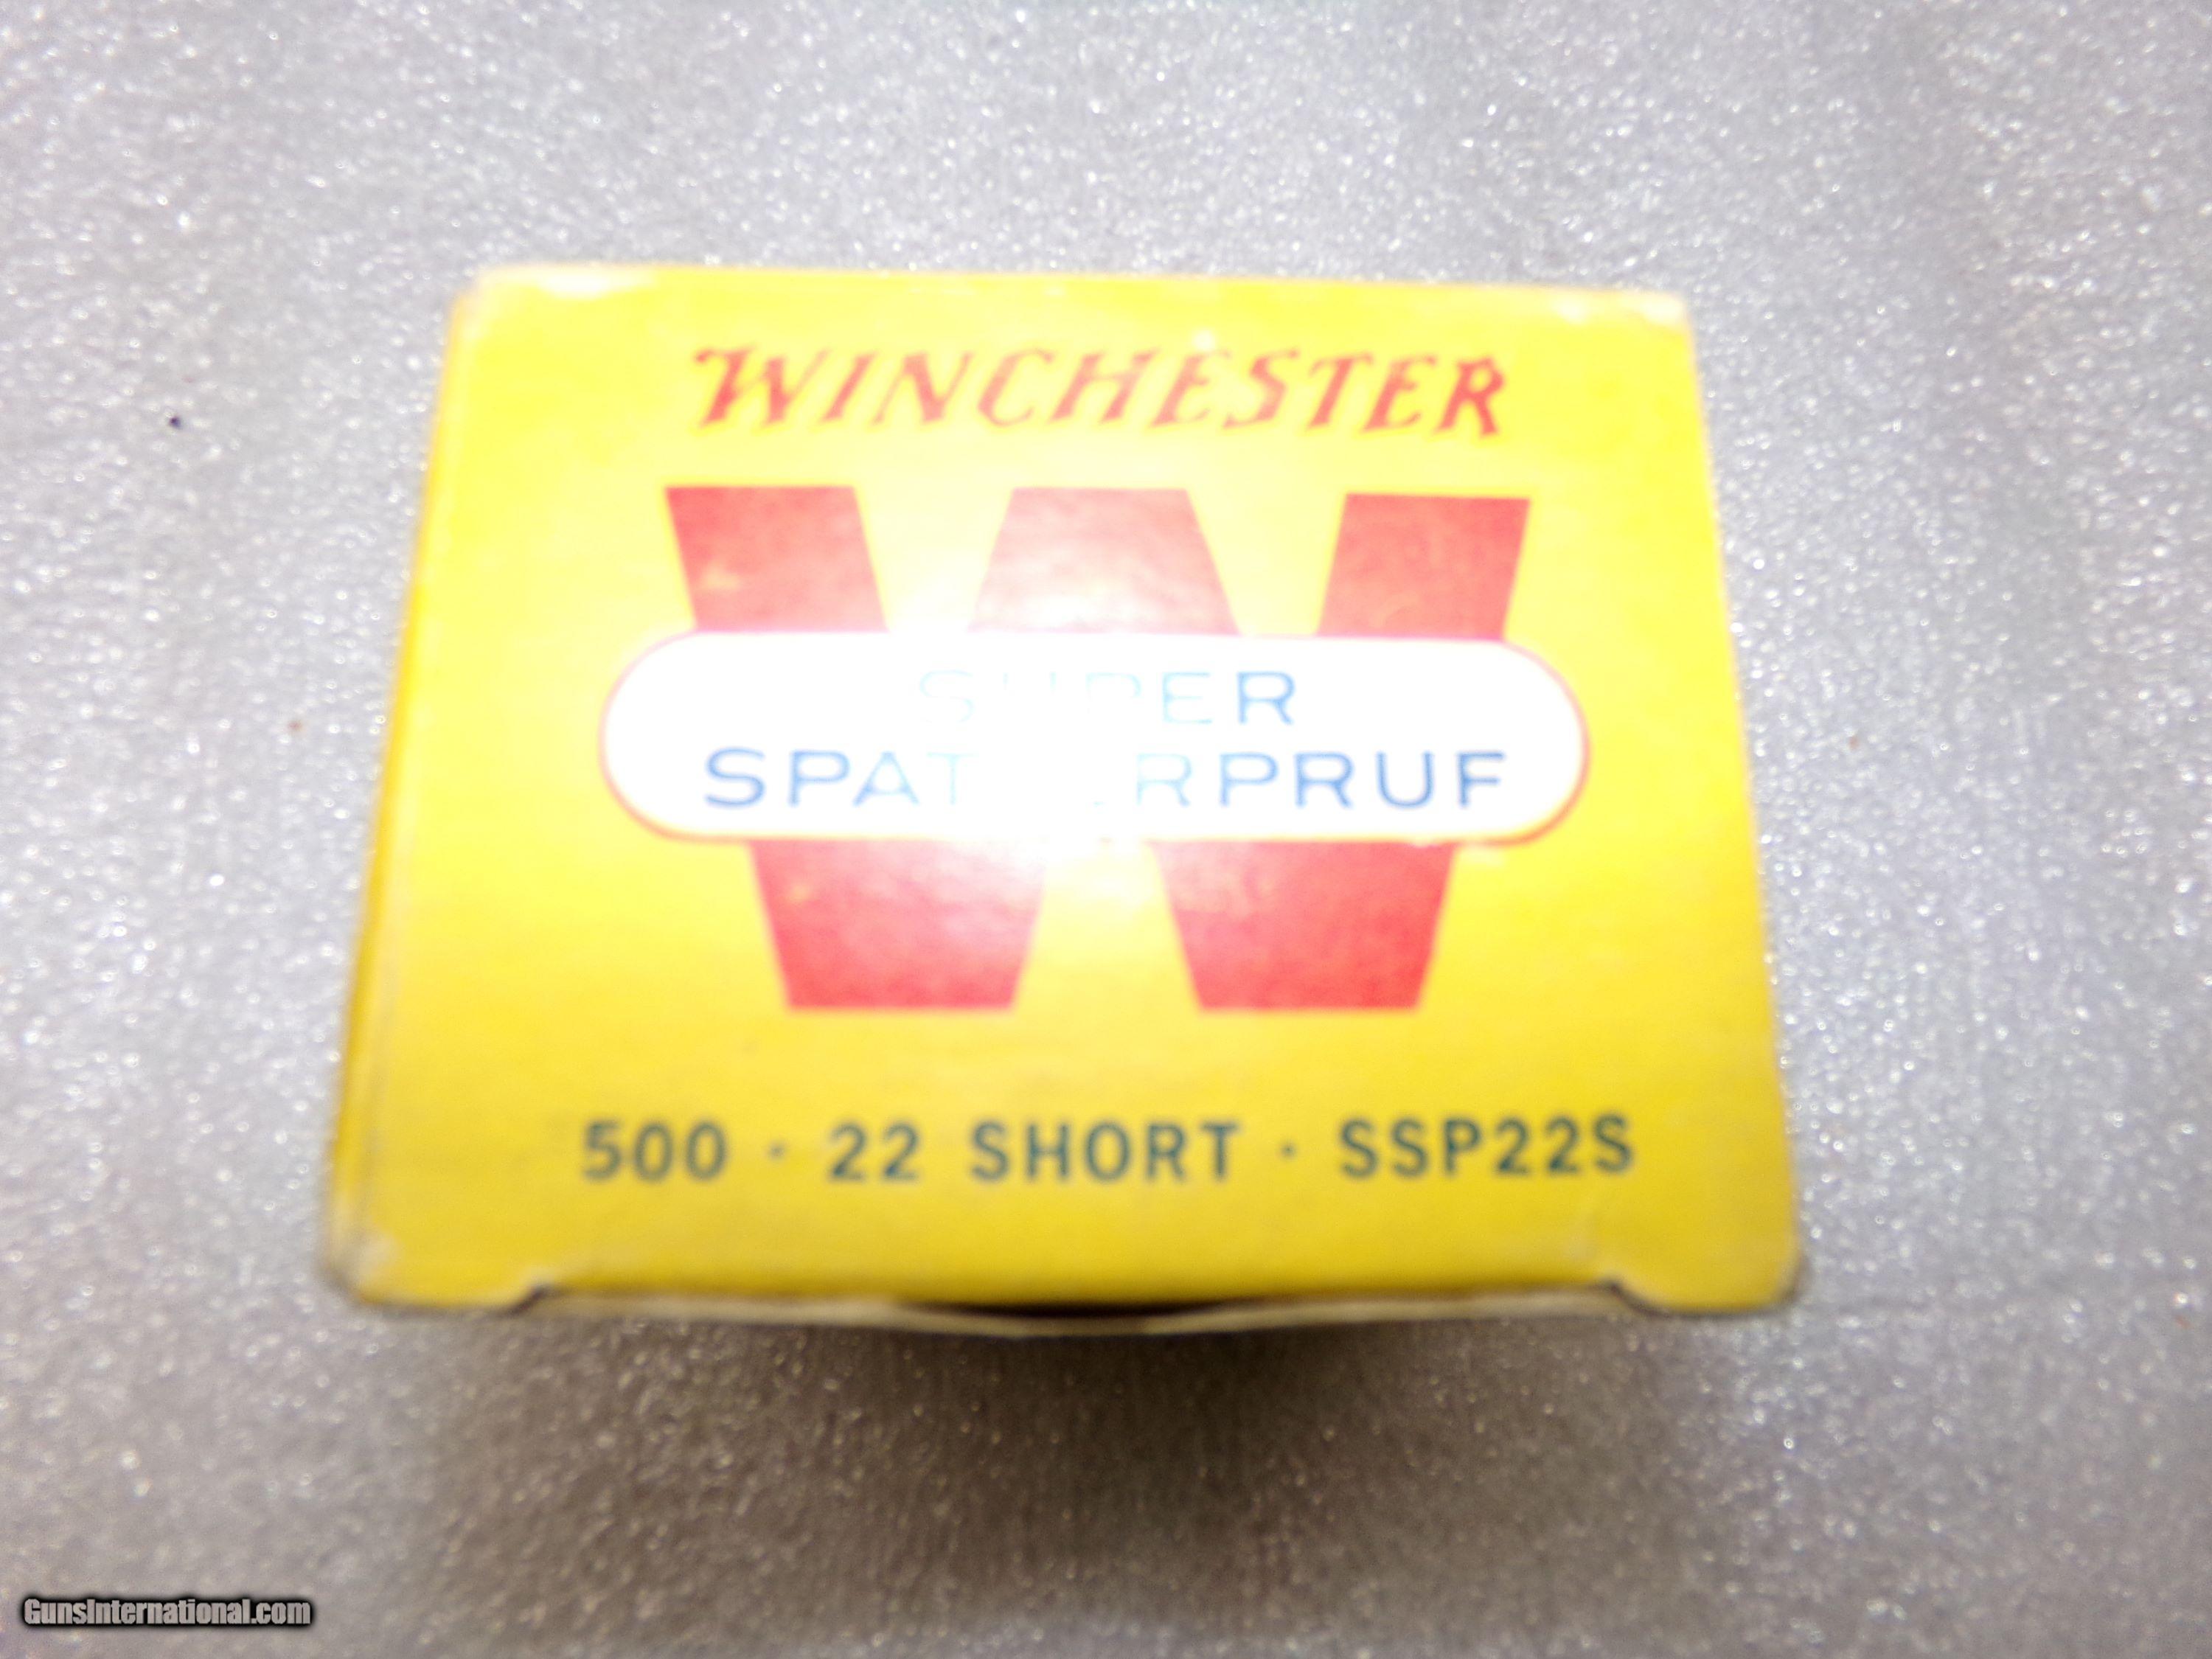 WINCHESTER
W
SUPER
SPATTERPRUF
500 · 22 SHORT · SSP22S
GunsInternational.com